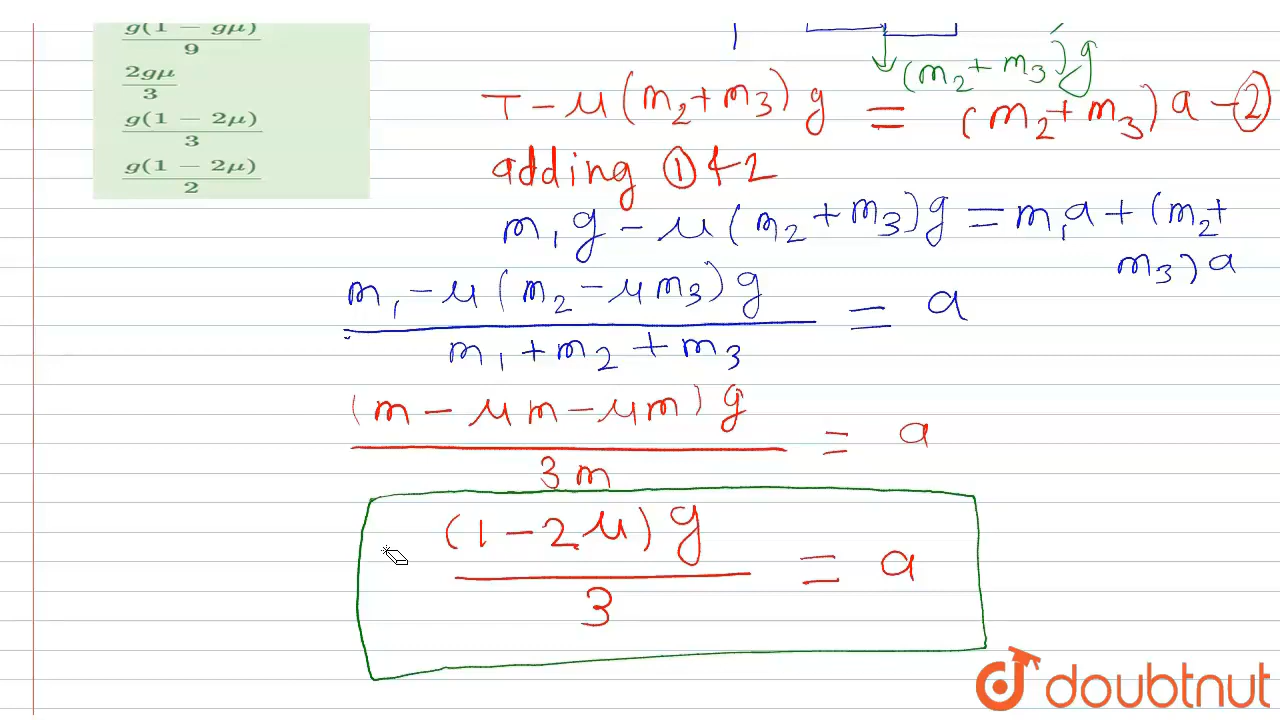 g(1 − gμ)
9
2gμ
3
g(1 − 2μ)
3
g(1 − 2μ)
2
(m2 + m3) g
T − μ (m2 + m3) g = (m2 + m3) a − 2
adding 1 & 2
m1 g − μ (m2 + m3) g = m1 a + (m2 +
m3) a
m1 − μ (m2 − μ m3) g = a
m1 + m2 + m3
(m − μ m − μ m) g = a
3 m
(1 − 2 μ) g = a
3
doubtnut